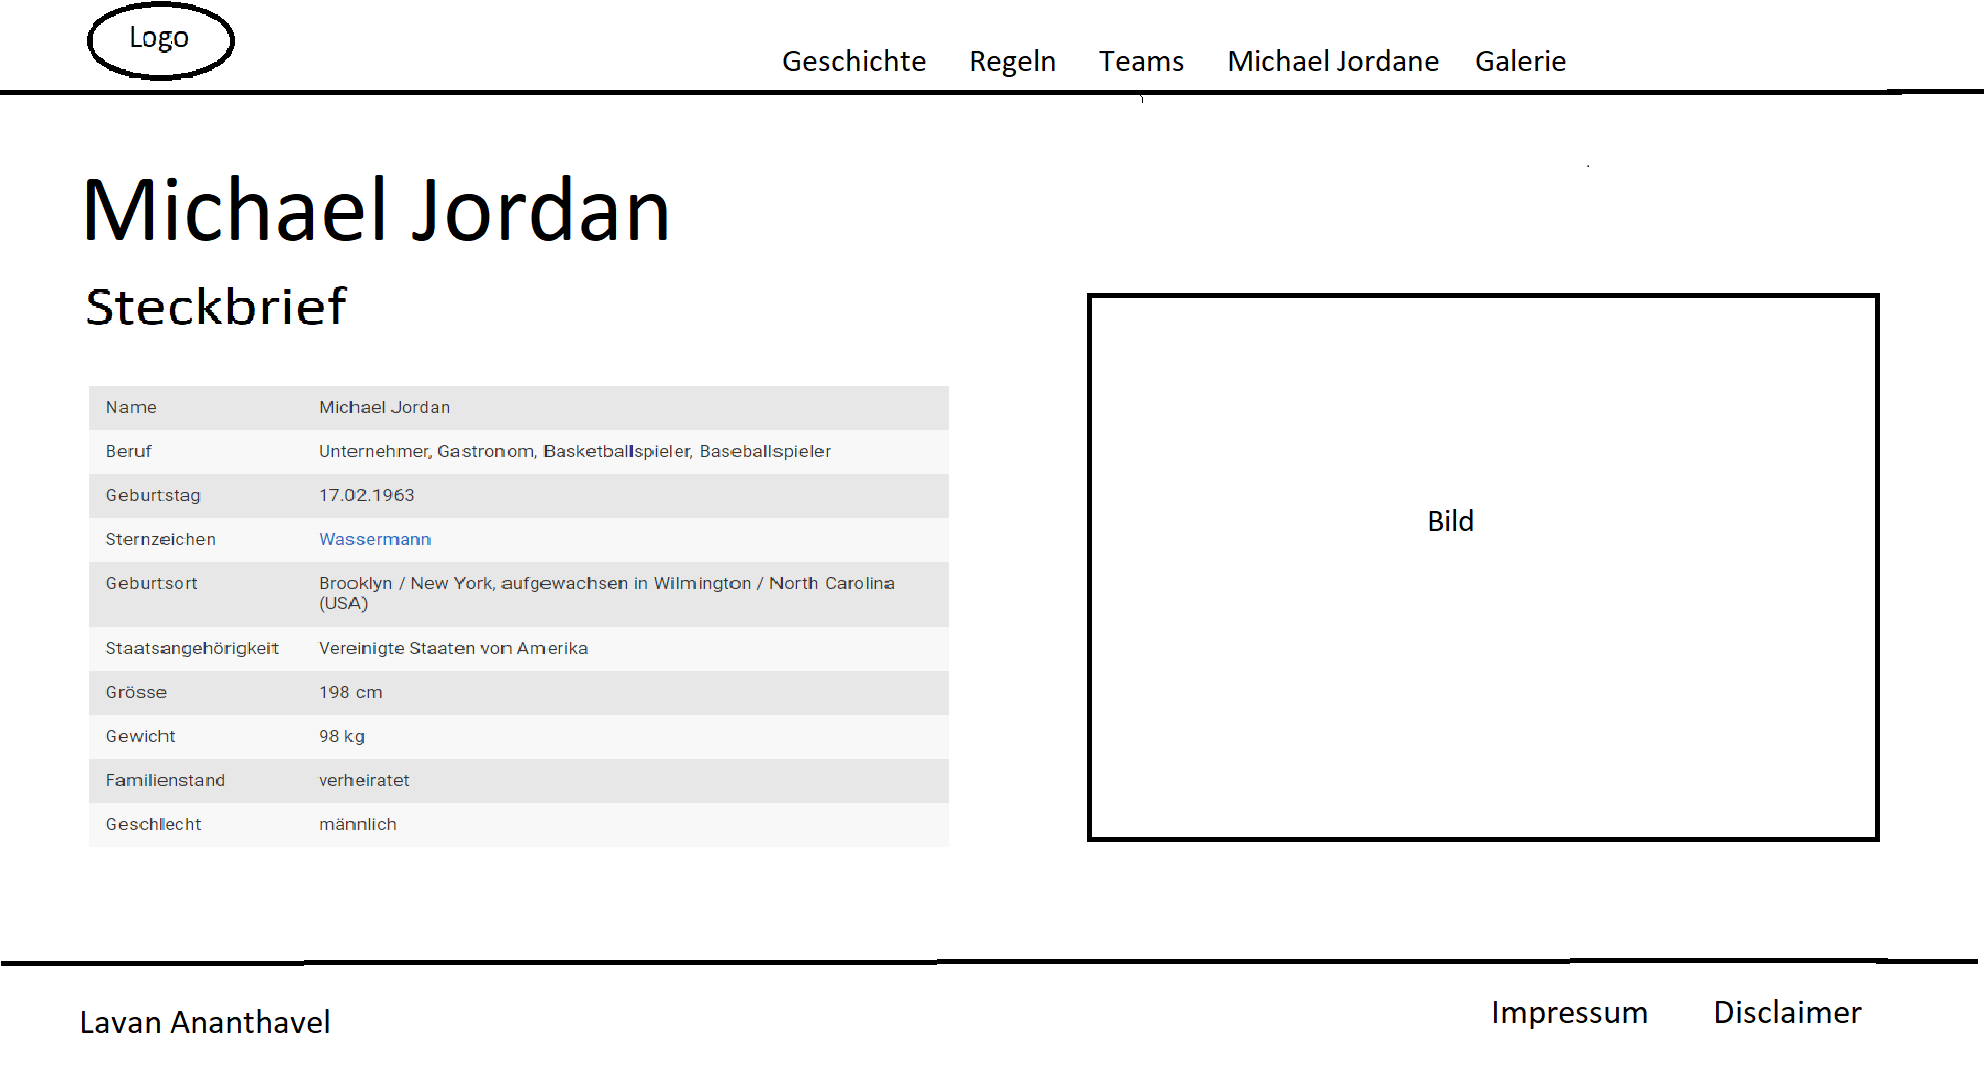 Logo
Geschichte Regeln Teams Michael Jordane Galerie
Michael Jordan
Steckbrief
Name Michael Jordan
Beruf Unternehmer, Gastronom, Basketballspieler, Baseballspieler
Geburtstag 17.02.1963
Sternzeichen Wassermann
Geburtsort Brooklyn / New York, aufgewachsen in Wilmington / North Carolina
(USA)
Staatsangehörigkeit Vereinigte Staaten von Amerika
Grösse 198 cm
Gewicht 98 kg
Familienstand verheiratet
Geschlecht männlich
Bild
Lavan Ananthavel
Impressum Disclaimer